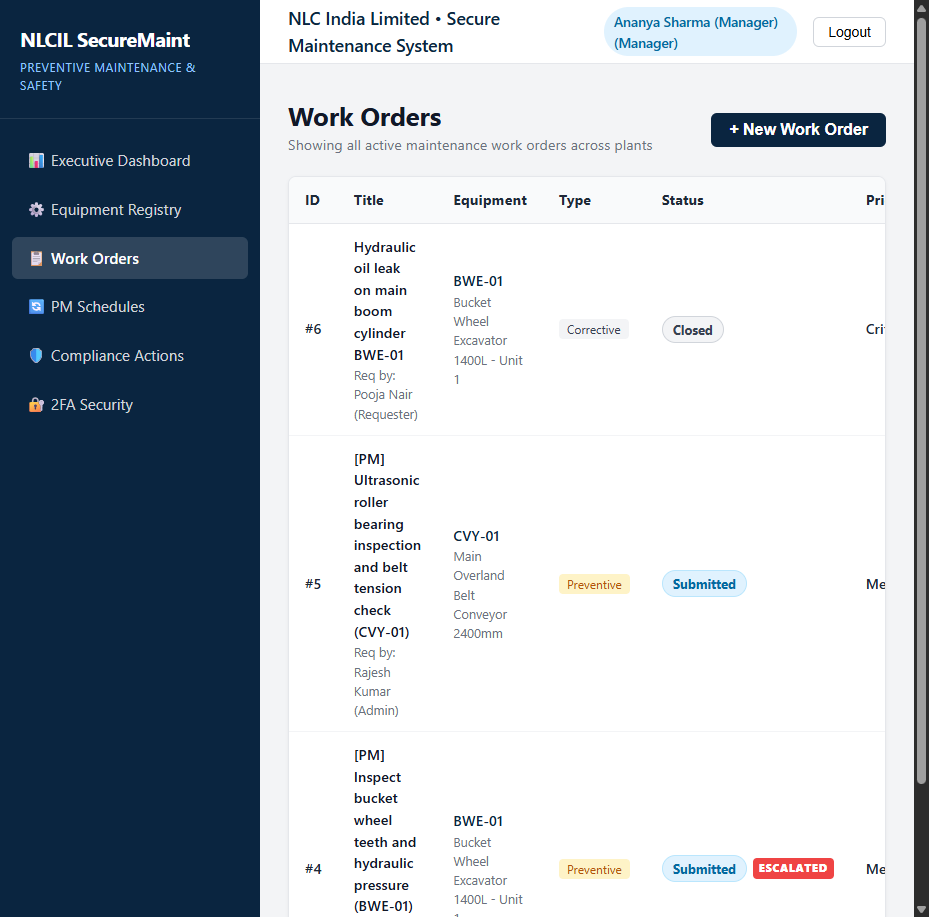 NLCIL SecureMaint
PREVENTIVE MAINTENANCE &
SAFETY
Executive Dashboard
Equipment Registry
Work Orders
PM Schedules
Compliance Actions
2FA Security
NLC India Limited • Secure
Maintenance System
Ananya Sharma (Manager)
(Manager)
Logout
Work Orders
Showing all active maintenance work orders across plants
+ New Work Order
ID Title Equipment Type Status Pri
#6
Hydraulic
oil leak
on main
boom
cylinder
BWE-01
Req by:
Pooja Nair
(Requester)
BWE-01
Bucket
Wheel
Excavator
1400L - Unit
1
Corrective
Closed
Cri
#5
[PM]
Ultrasonic
roller
bearing
inspection
and belt
tension
check
(CVY-01)
Req by:
Rajesh
Kumar
(Admin)
CVY-01
Main
Overland
Belt
Conveyor
2400mm
Preventive
Submitted
Me
#4
[PM]
Inspect
bucket
wheel
teeth and
hydraulic
pressure
(BWE-01)
BWE-01
Bucket
Wheel
Excavator
1400L - Unit
Preventive
Submitted ESCALATED
Me